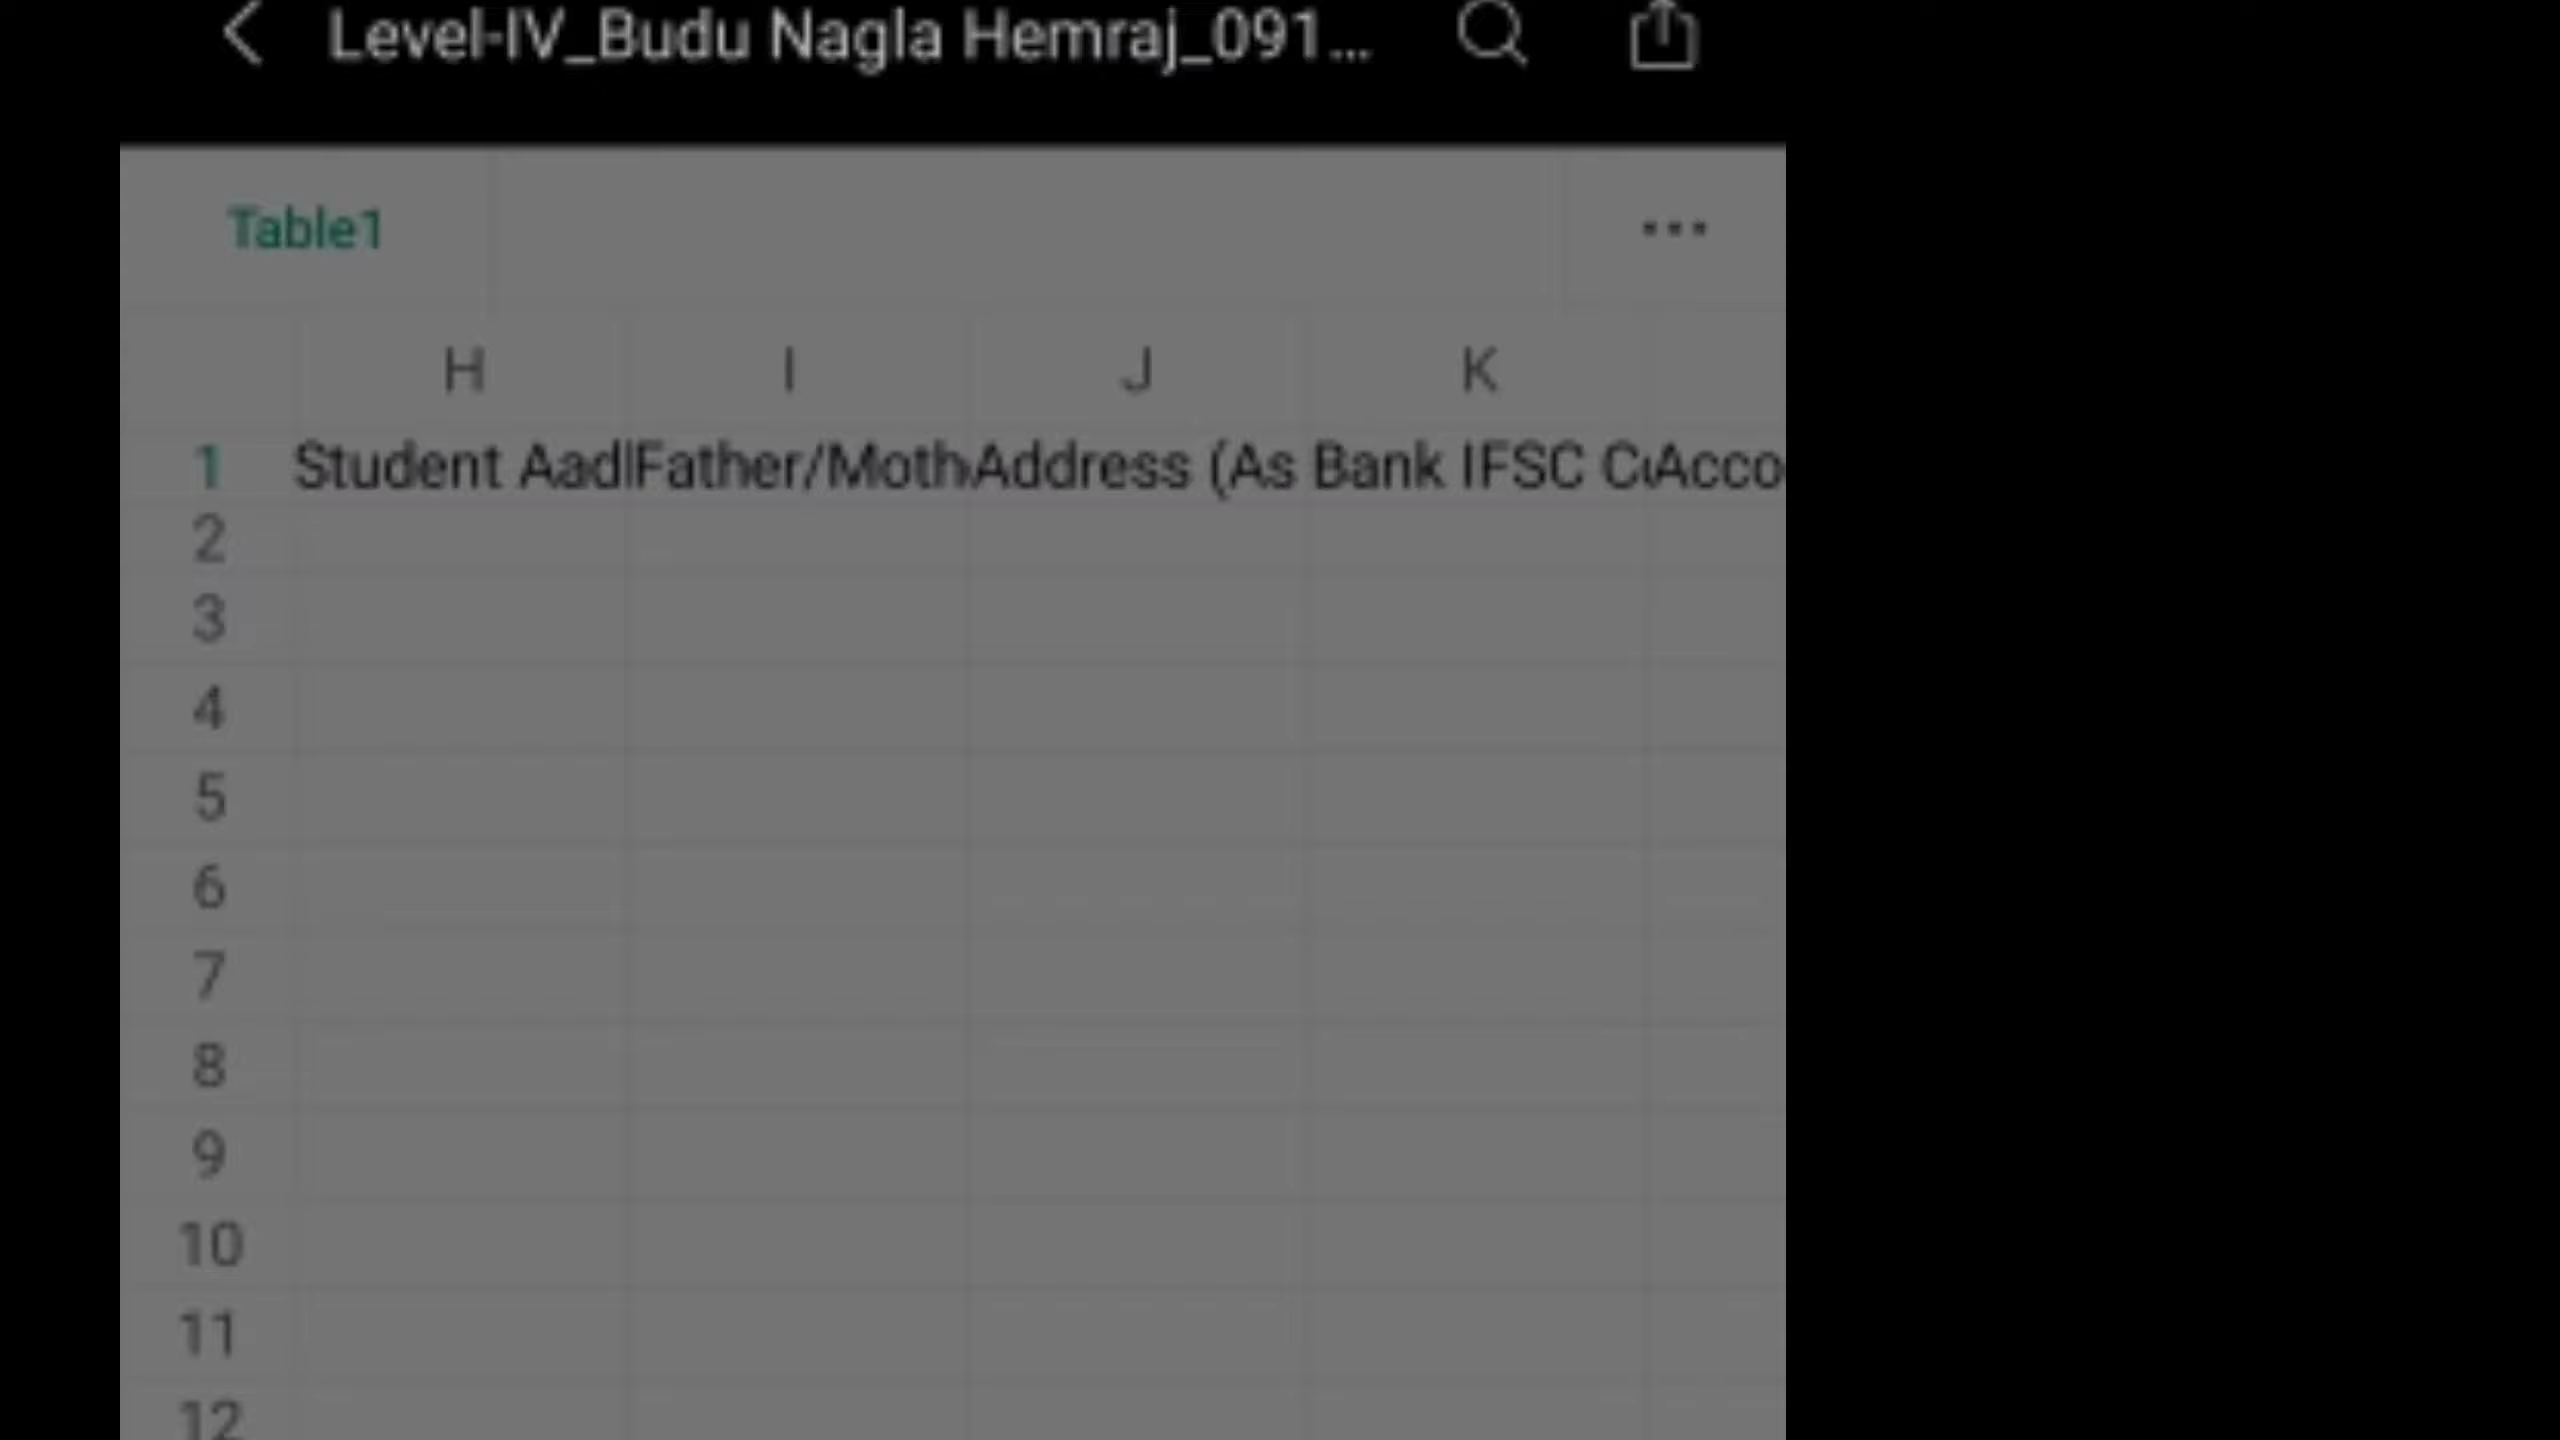 Level-IV_Budu Nagla Hemraj_091...
Table1
H I J K
1 Student Aad Father/Moth Address (As Bank IFSC C Acco
2
3
4
5
6
7
8
9
10
11
12